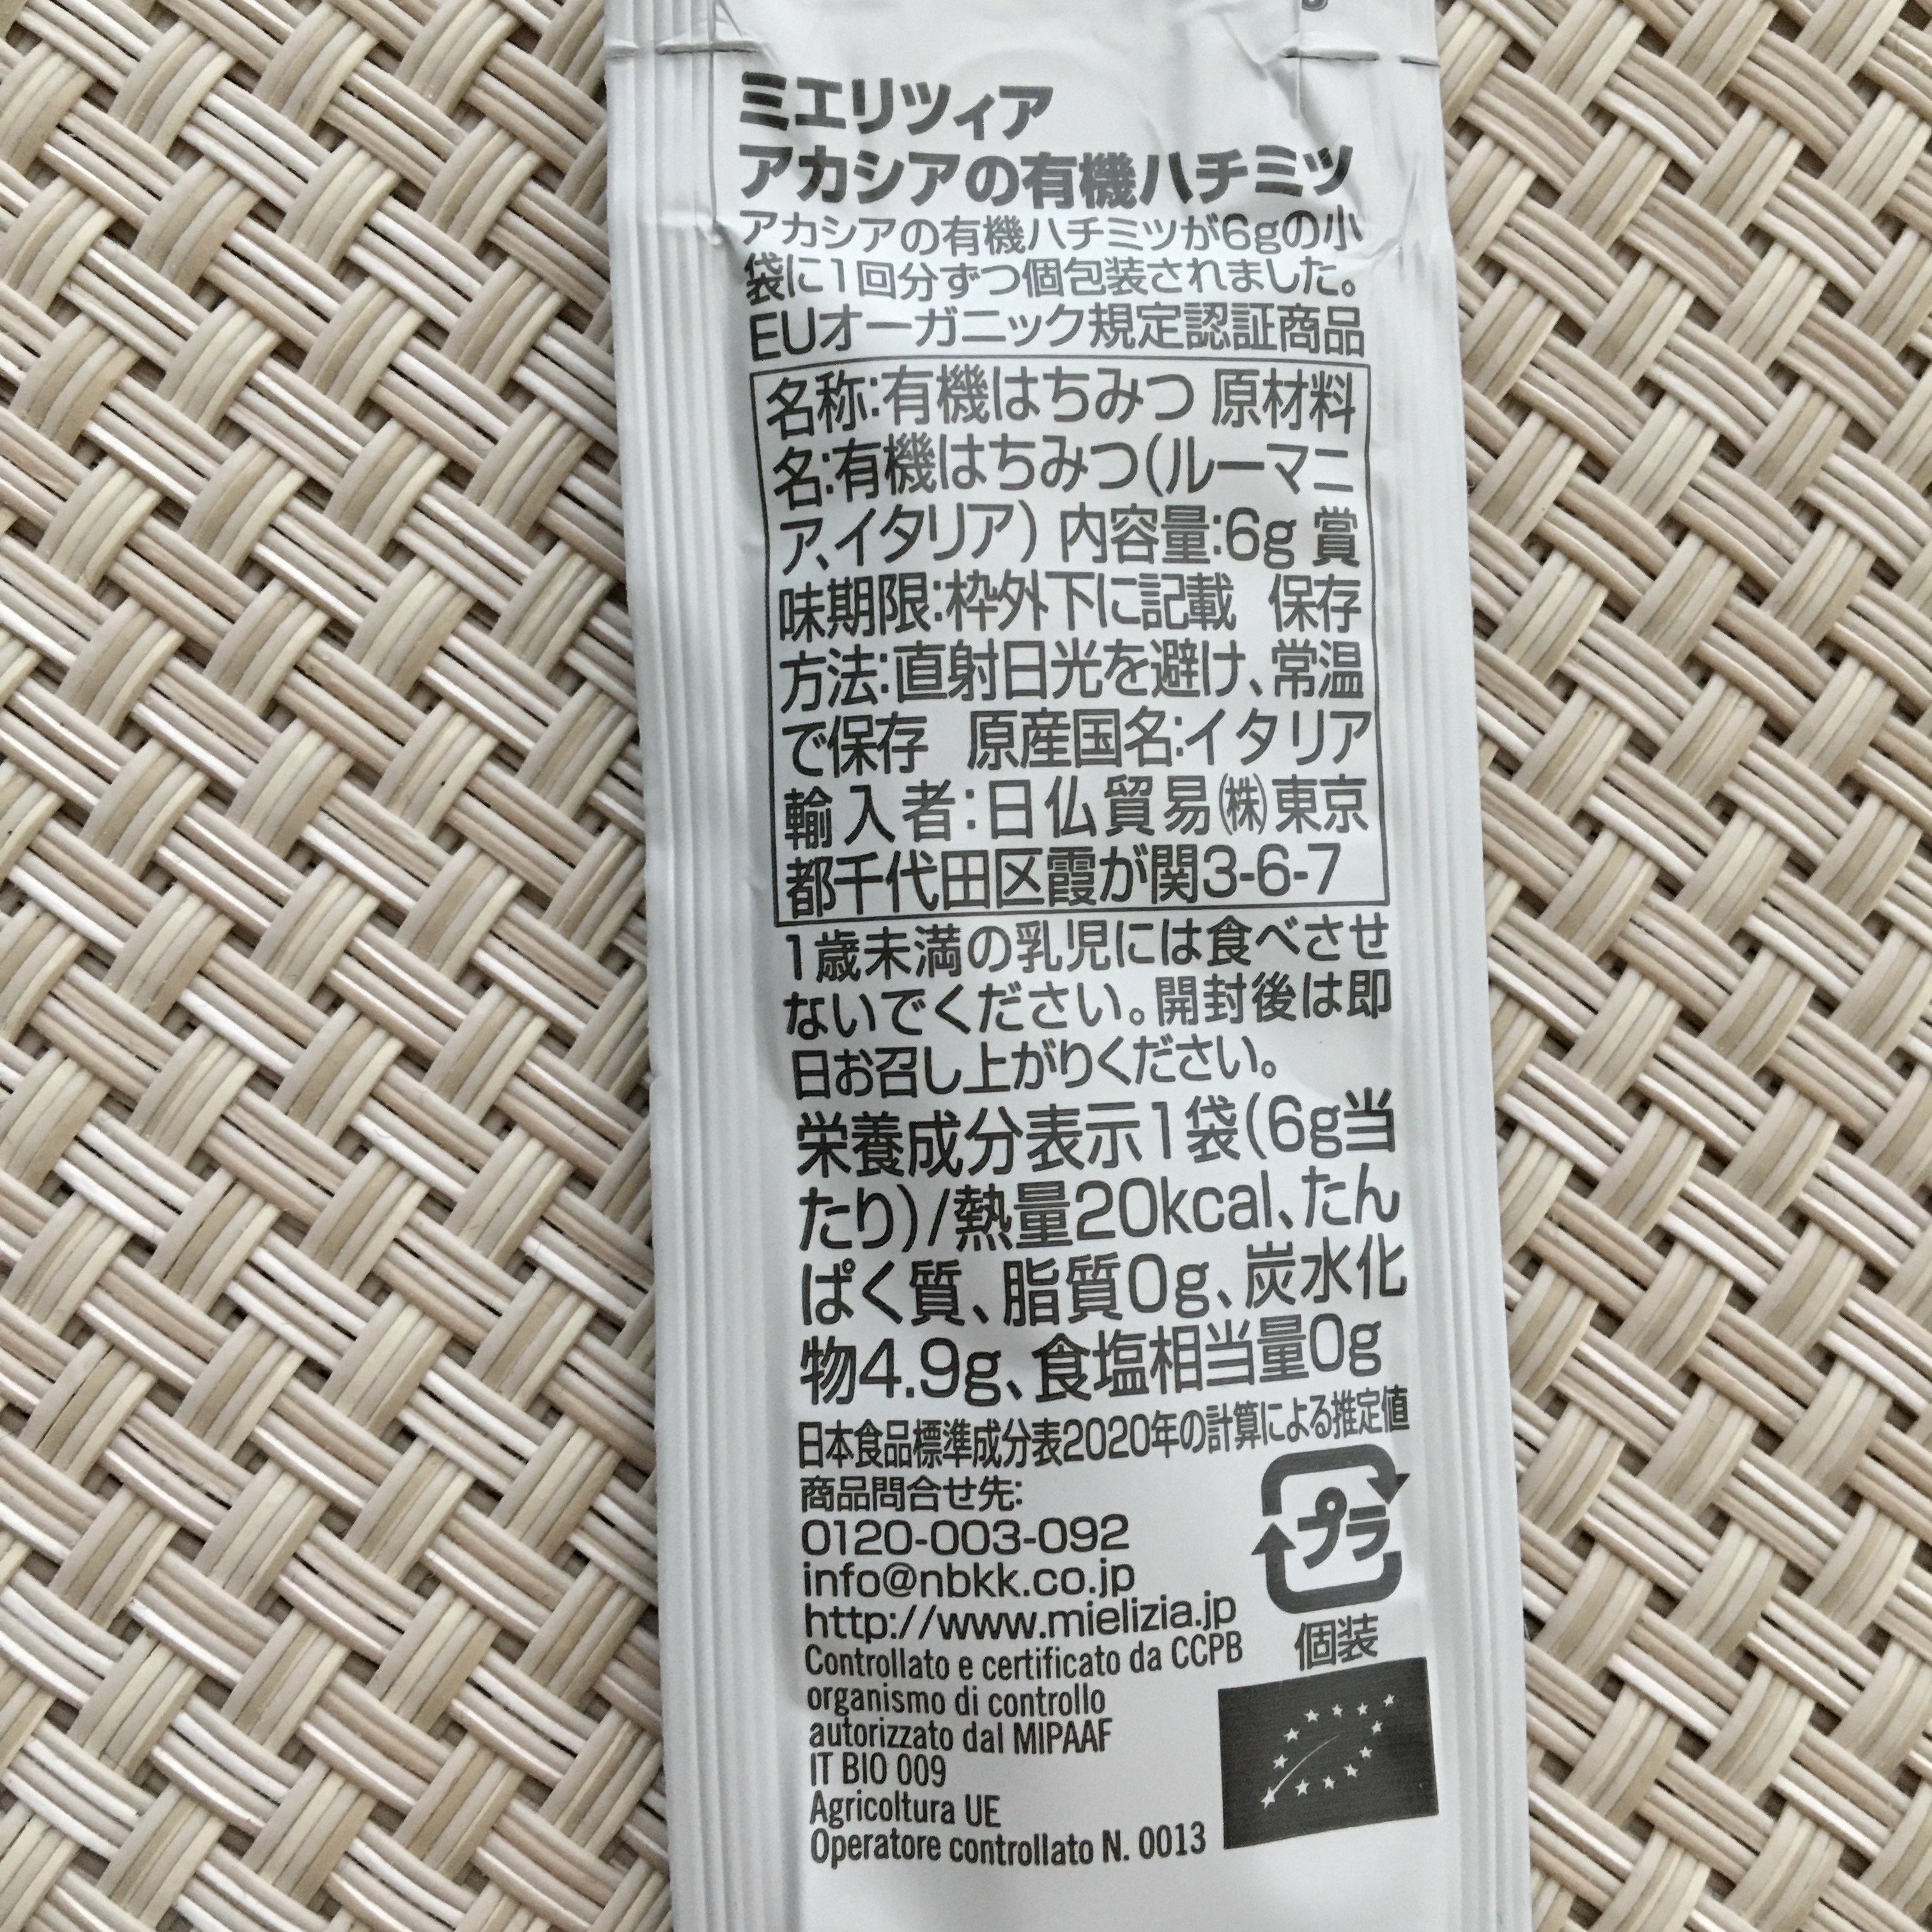 ミエリツィア
アカシアの有機ハチミツ
アカシアの有機ハチミツが6gの小
袋に1回分ずつ個包装されました。
EUオーガニック規定認証商品
名称:有機はちみつ 原材料
名:有機はちみつ(ルーマニ
ア、イタリア) 内容量:6g 賞
味期限:枠外下に記載 保存
方法:直射日光を避け、常温
で保存 原産国名:イタリア
輸入者:日仏貿易㈱東京
都千代田区霞が関3-6-7
1歳未満の乳児には食べさせ
ないでください。開封後は即
日お召し上がりください。
栄養成分表示1袋(6g当
たり)/熱量20kcal、たん
ぱく質、脂質0g、炭水化
物4.9g、食塩相当量0g
日本食品標準成分表2020年の計算による推定値
商品問合せ先:
0120-003-092
info@nbkk.co.jp
http://www.mielizia.jp
プラ
個装
Controllato e certificato da CCPB
organismo di controllo
autorizzato dal MIPAAF
IT BIO 009
Agricoltura UE
Operatore controllato N. 0013